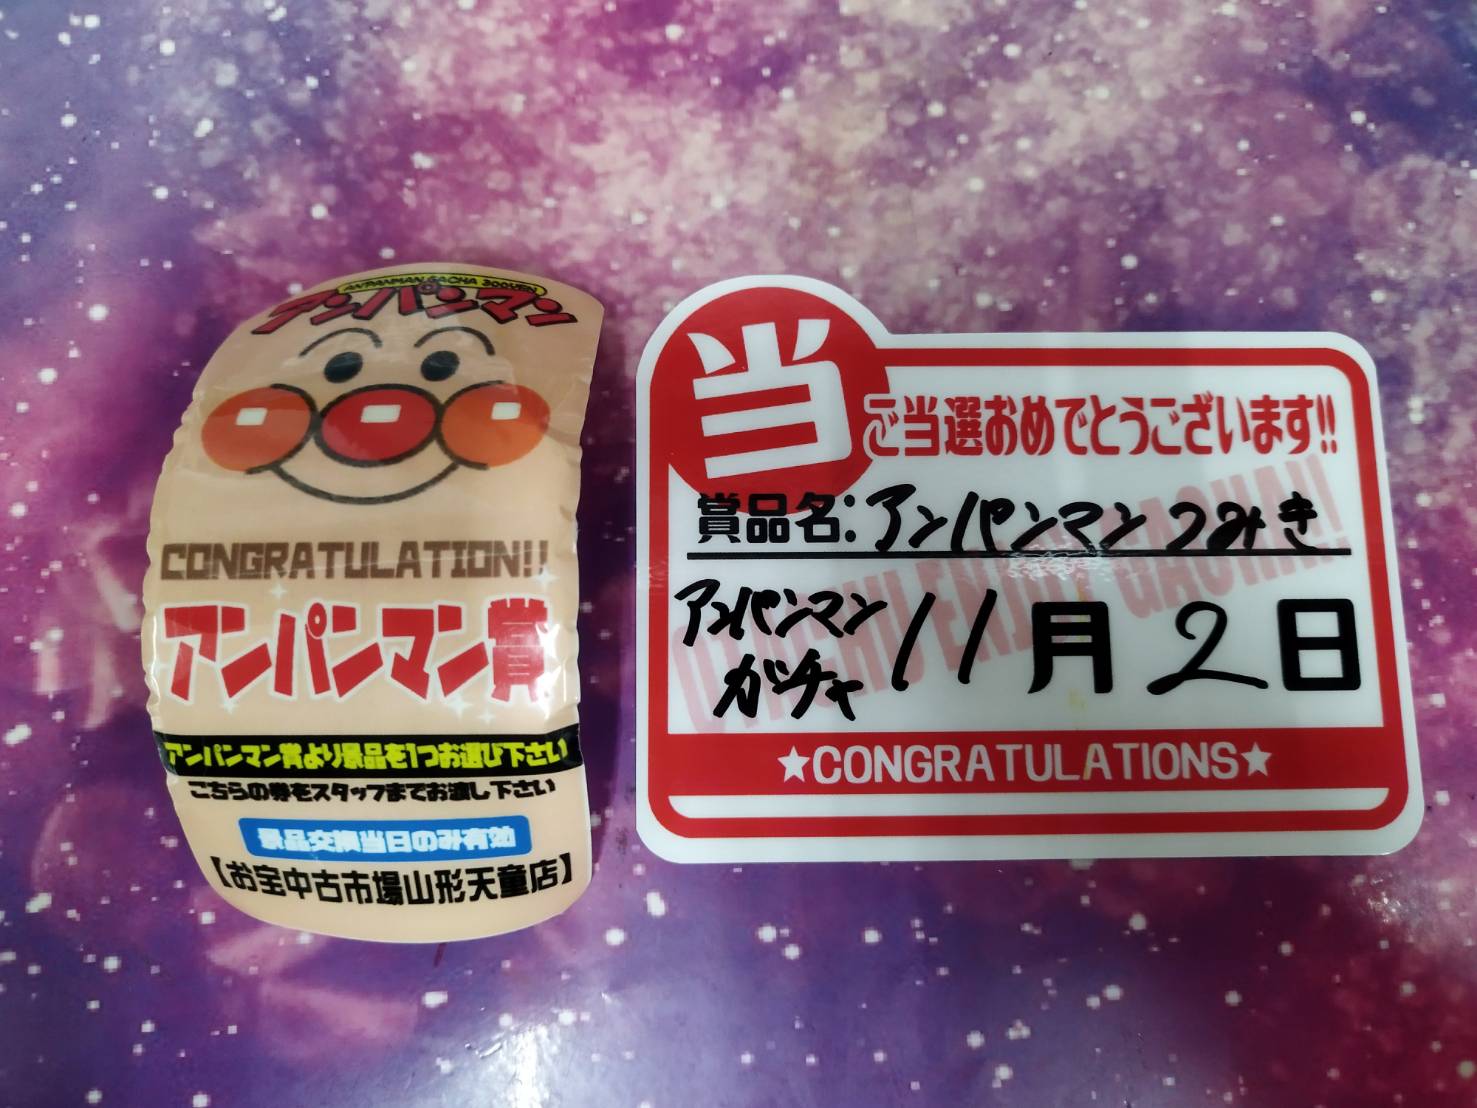 ANPANMAN GACHA 300YEN
アンパンマン
CONGRATULATION!!
アンパンマン賞
アンパンマン賞より景品を1つお選び下さい
こちらの券をスタッフまでお渡し下さい
景品交換当日のみ有効
【お宝中古市場山形天童店】
当
ご当選おめでとうございます!!
賞品名:アンパンマンつみき
アンパンマン
ガチャ
11月2日
ENJOY GACHA!!
★CONGRATULATIONS★